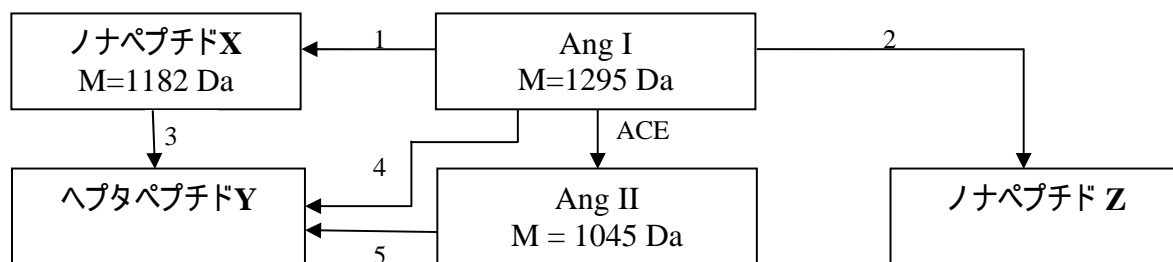 ノナペプチドX
M=1182 Da
1
Ang I
M=1295 Da
2
3
4
ACE
ヘプタペプチドY
5
Ang II
M = 1045 Da
ノナペプチド Z